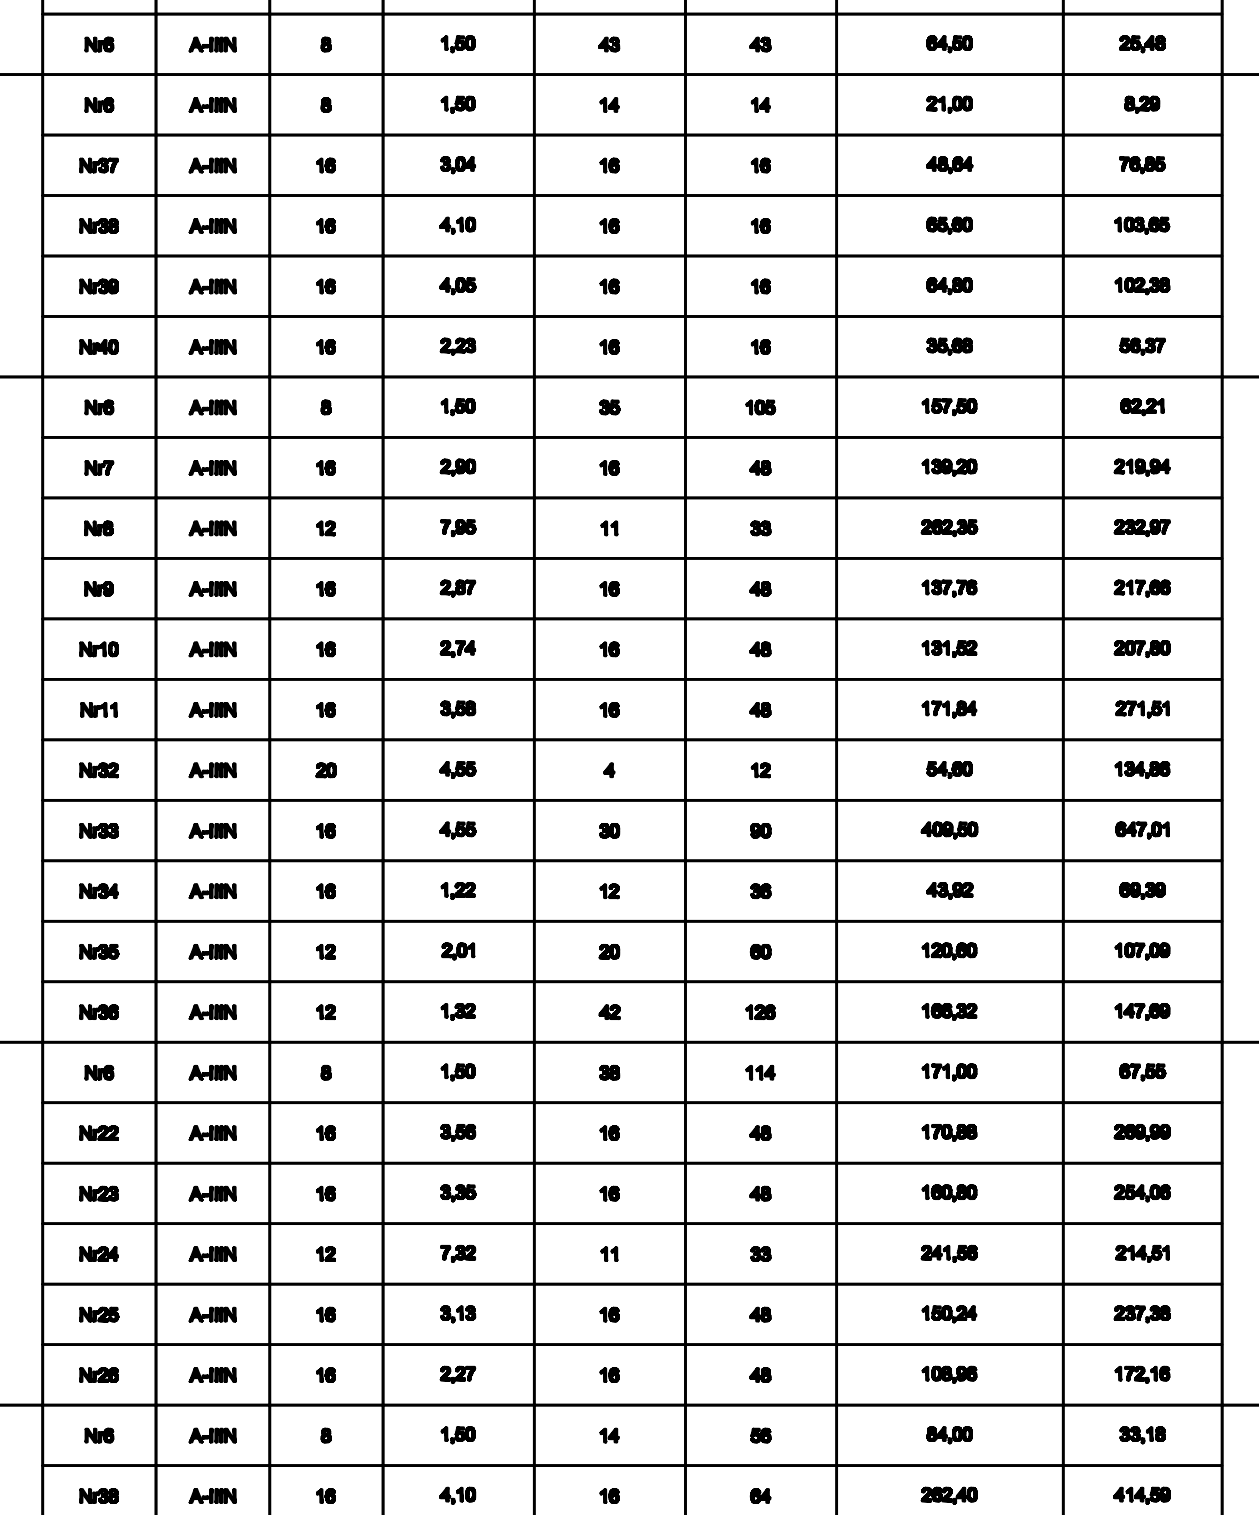 Nr6 A-IIIN 8 1,50 43 43 64,50 25,48
Nr6 A-IIIN 8 1,50 14 14 21,00 8,29
Nr37 A-IIIN 16 3,04 16 16 48,64 76,85
Nr38 A-IIIN 16 4,10 16 16 65,60 103,65
Nr39 A-IIIN 16 4,05 16 16 64,80 102,38
Nr40 A-IIIN 16 2,23 16 16 35,68 56,37
Nr6 A-IIIN 8 1,50 35 105 157,50 62,21
Nr7 A-IIIN 16 2,90 16 48 139,20 219,94
Nr8 A-IIIN 12 7,95 11 33 262,35 232,97
Nr9 A-IIIN 16 2,87 16 48 137,76 217,66
Nr10 A-IIIN 16 2,74 16 48 131,52 207,80
Nr11 A-IIIN 16 3,58 16 48 171,84 271,51
Nr32 A-IIIN 20 4,55 4 12 54,60 134,86
Nr33 A-IIIN 16 4,55 30 90 409,50 647,01
Nr34 A-IIIN 16 1,22 12 36 43,92 69,39
Nr35 A-IIIN 12 2,01 20 60 120,60 107,09
Nr36 A-IIIN 12 1,32 42 126 166,32 147,69
Nr6 A-IIIN 8 1,50 38 114 171,00 67,55
Nr22 A-IIIN 16 3,56 16 48 170,88 269,99
Nr23 A-IIIN 16 3,35 16 48 160,80 254,06
Nr24 A-IIIN 12 7,32 11 33 241,56 214,51
Nr25 A-IIIN 16 3,13 16 48 150,24 237,38
Nr26 A-IIIN 16 2,27 16 48 108,96 172,16
Nr6 A-IIIN 8 1,50 14 56 84,00 33,18
Nr38 A-IIIN 16 4,10 16 64 262,40 414,59